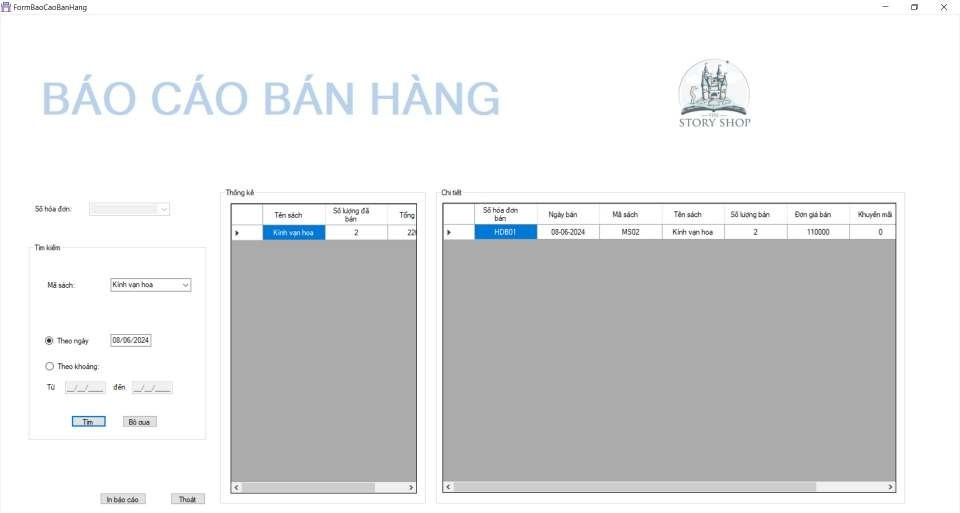 FormBaoCaoBanHang
BÁO CÁO BÁN HÀNG
THE
STORY SHOP
Số hóa đơn:
Tìm kiếm
Mã sách:
Kính vạn hoa
Theo ngày
08/06/2024
Theo khoảng:
Từ
__/__/____
đến
__/__/____
Tìm
Bỏ qua
In báo cáo
Thoát
Thống kê
Tên sách
Số lượng đã bán
Tổng
Kính vạn hoa
2
220
Chi tiết
Số hóa đơn bán
Ngày bán
Mã sách
Tên sách
Số lượng bán
Đơn giá bán
Khuyến mãi
HDB01
08-06-2024
MS02
Kính vạn hoa
2
110000
0